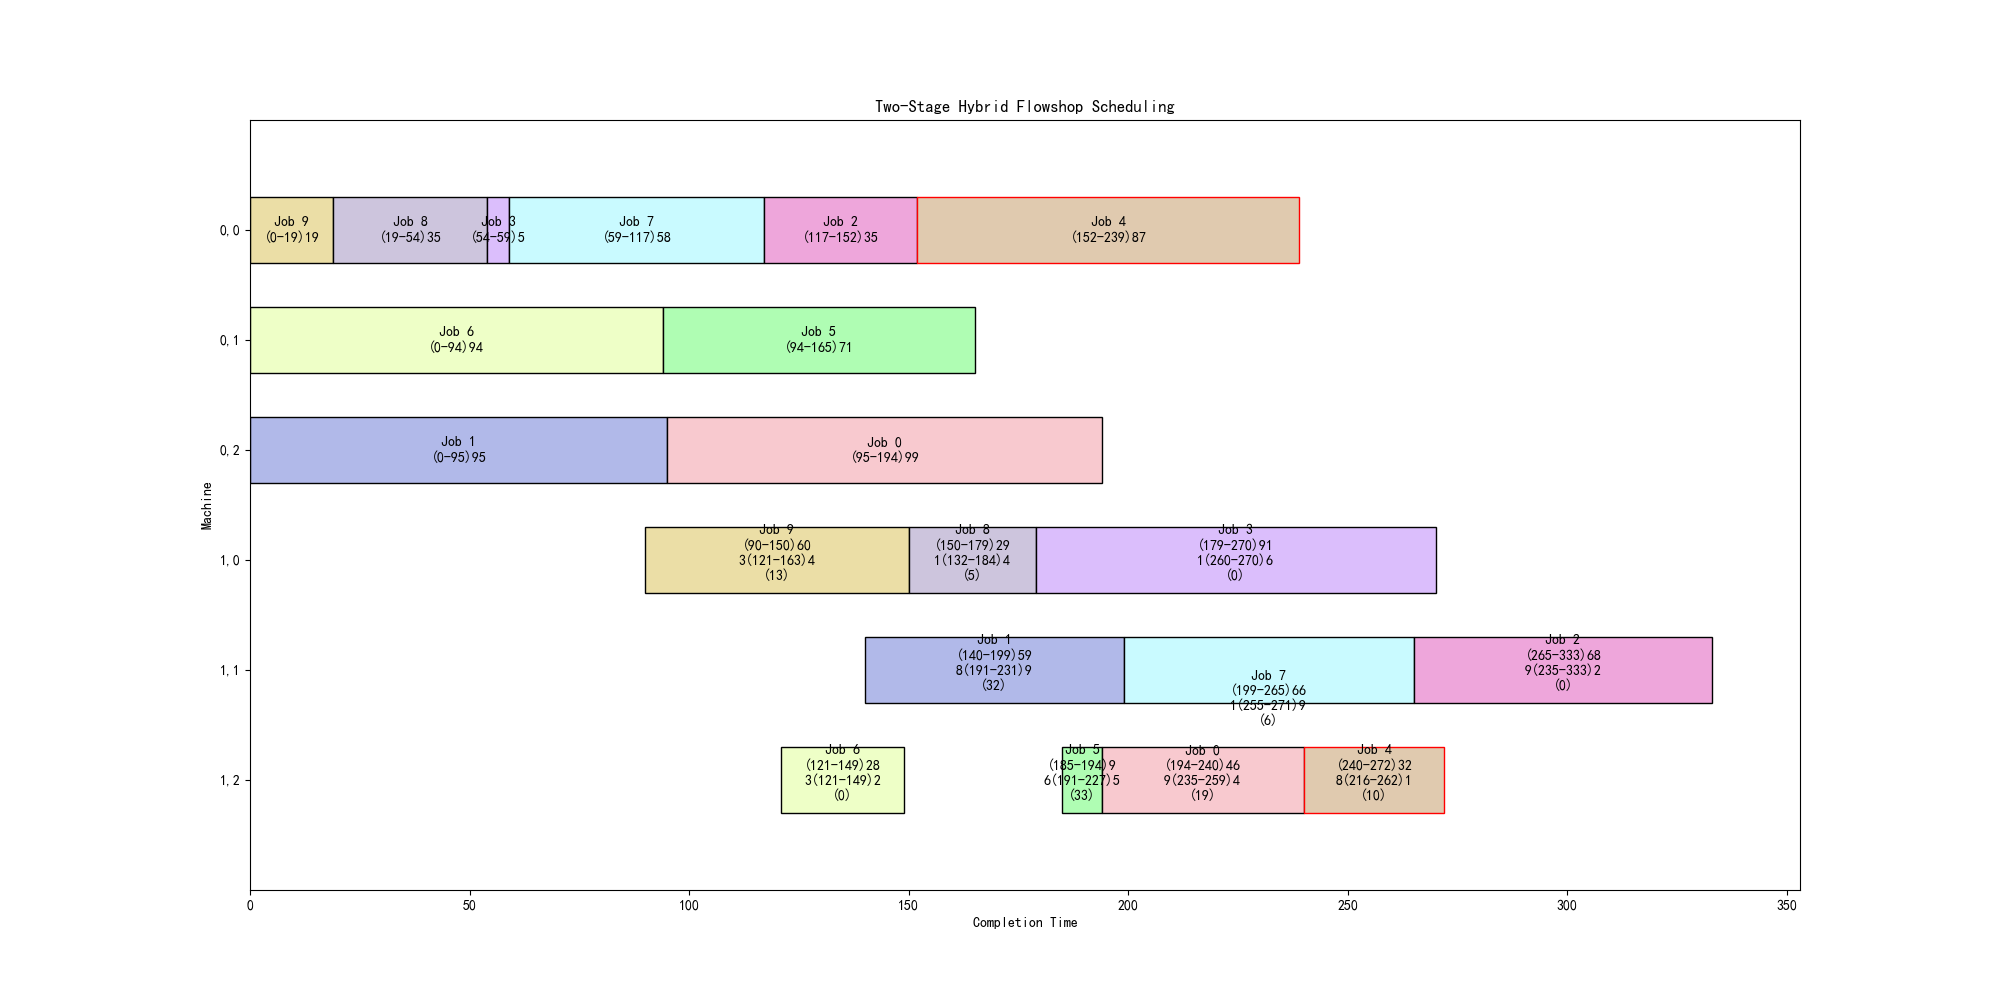 Two-Stage Hybrid Flowshop Scheduling
0,0
Job 9
(0-19)19
Job 8
(19-54)35
Job 3
(54-59)5
Job 7
(59-117)58
Job 2
(117-152)35
Job 4
(152-239)87
0,1
Job 6
(0-94)94
Job 5
(94-165)71
0,2
Job 1
(0-95)95
Job 0
(95-194)99
Machine
1,0
Job 9
(90-150)60
3(121-163)4
(13)
Job 8
(150-179)29
1(132-184)4
(5)
Job 3
(179-270)91
1(260-270)6
(0)
1,1
Job 1
(140-199)59
8(191-231)9
(32)
Job 7
(199-265)66
1(255-271)9
(6)
Job 2
(265-333)68
9(235-333)2
(0)
1,2
Job 6
(121-149)28
3(121-149)2
(0)
Job 5
(185-194)9
6(191-227)5
(33)
Job 0
(194-240)46
9(235-259)4
(19)
Job 4
(240-272)32
8(216-262)1
(10)
0
50
100
150
200
250
300
350
Completion Time